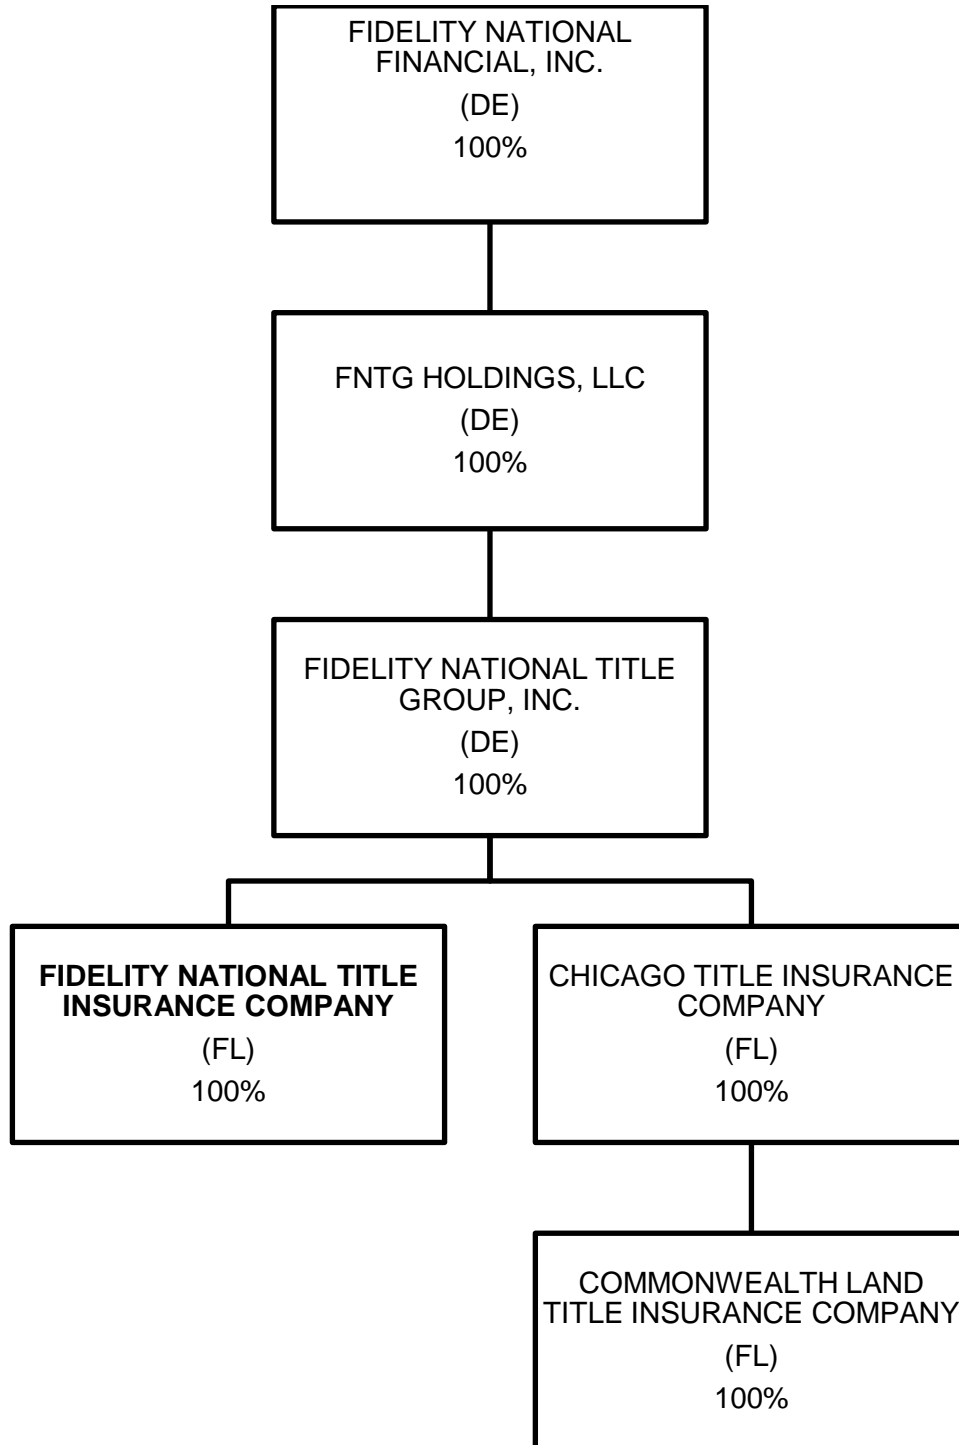 FIDELITY NATIONAL
FINANCIAL, INC.
(DE)
100%
FNTG HOLDINGS, LLC
(DE)
100%
FIDELITY NATIONAL TITLE
GROUP, INC.
(DE)
100%
FIDELITY NATIONAL TITLE
INSURANCE COMPANY
(FL)
100%
CHICAGO TITLE INSURANCE
COMPANY
(FL)
100%
COMMONWEALTH LAND
TITLE INSURANCE COMPANY
(FL)
100%